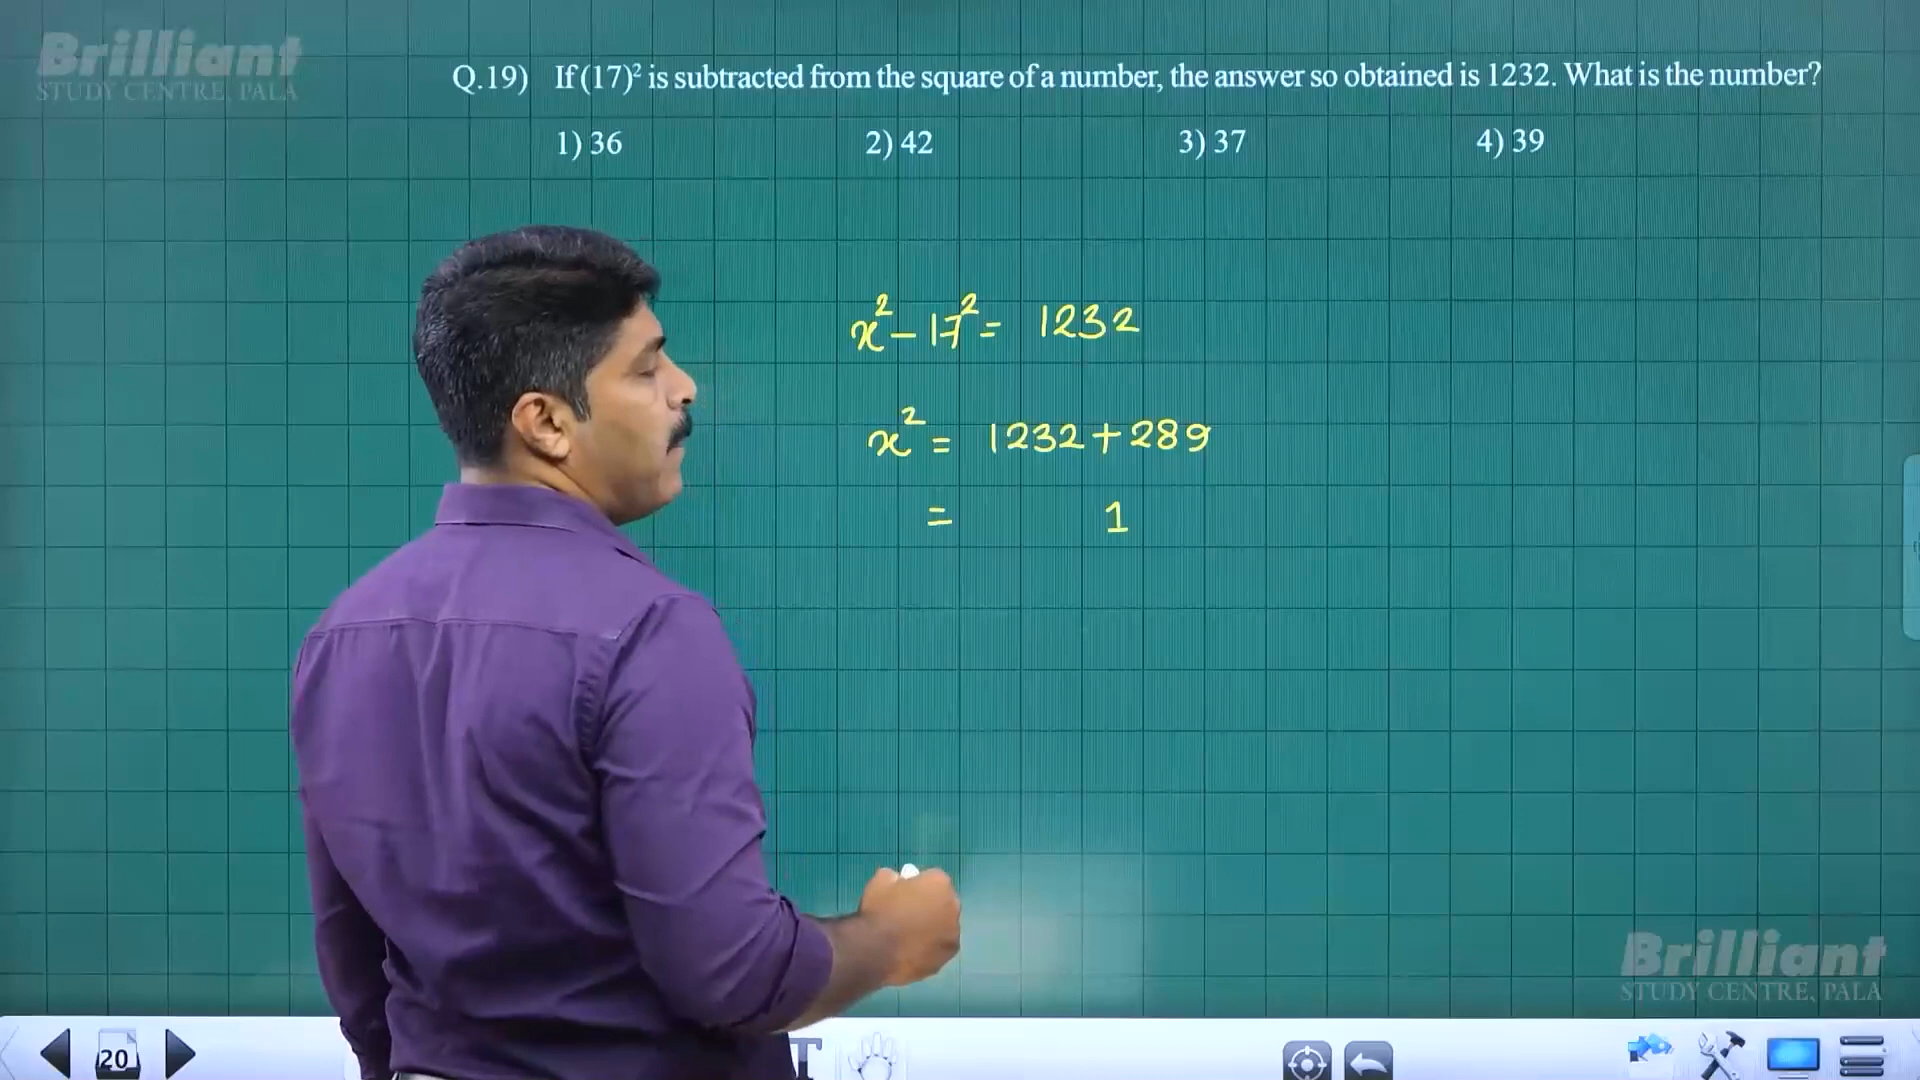 Brilliant
STUDY CENTRE, PALA
Q.19) If (17)² is subtracted from the square of a number, the answer so obtained is 1232. What is the number?
1) 36 2) 42 3) 37 4) 39
x² - 17² = 1232
x² = 1232 + 289
= 1
Brilliant
STUDY CENTRE, PALA
20
T